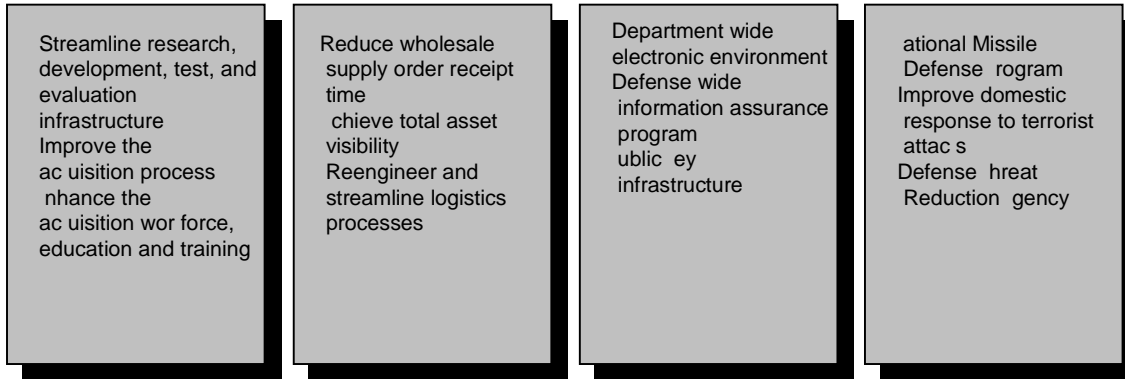 Streamline research,
development, test, and
evaluation
infrastructure
Improve the
ac uisition process
nhance the
ac uisition wor force,
education and training
Reduce wholesale
supply order receipt
time
chieve total asset
visibility
Reengineer and
streamline logistics
processes
Department wide
electronic environment
Defense wide
information assurance
program
ublic ey
infrastructure
ational Missile
Defense rogram
Improve domestic
response to terrorist
attac s
Defense hreat
Reduction gency